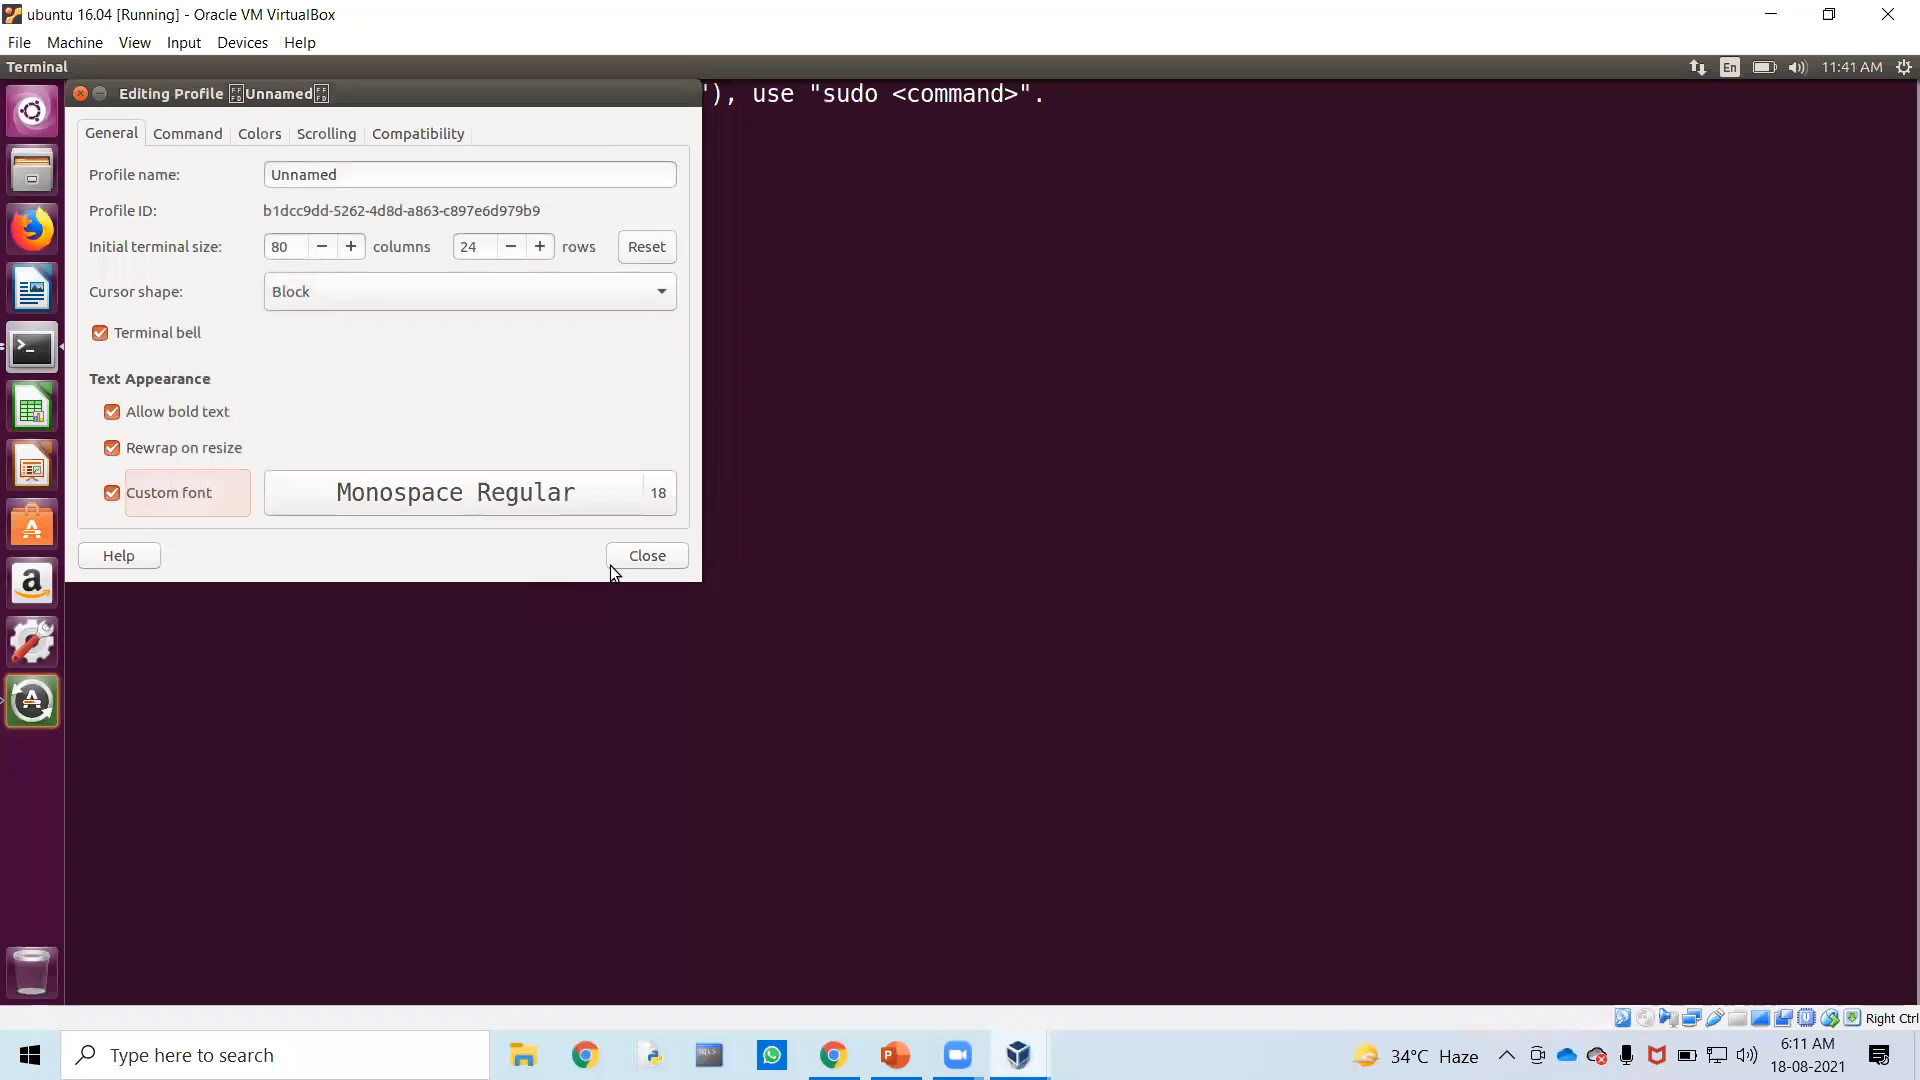 ubuntu 16.04 [Running] - Oracle VM VirtualBox
File Machine View Input Devices Help
Terminal En 11:41 AM
Editing Profile Unnamed
'), use "sudo <command>".
General Command Colors Scrolling Compatibility
Profile name: Unnamed
Profile ID: b1dcc9dd-5262-4d8d-a863-c897e6d979b9
Initial terminal size: 80 − + columns 24 − + rows Reset
Cursor shape: Block
Terminal bell
Text Appearance
Allow bold text
Rewrap on resize
Custom font Monospace Regular 18
Help Close
Right Ctrl
Type here to search
34°C Haze
6:11 AM
18-08-2021